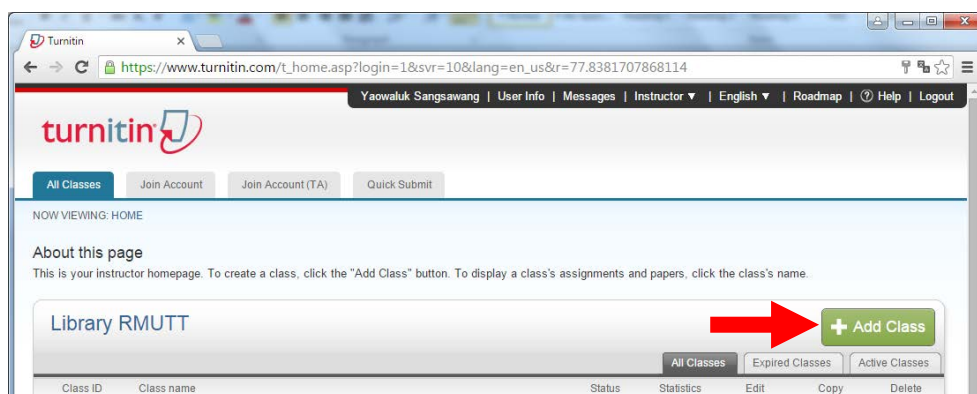 Turnitin
https://www.turnitin.com/t_home.asp?login=1&svr=10&lang=en_us&r=77.8381707868114
Yaowaluk Sangsawang | User Info | Messages | Instructor ▼ | English ▼ | Roadmap | ? Help | Logout
turnitin
All Classes Join Account Join Account (TA) Quick Submit
NOW VIEWING: HOME
About this page
This is your instructor homepage. To create a class, click the "Add Class" button. To display a class's assignments and papers, click the class's name.
Library RMUTT + Add Class
All Classes Expired Classes Active Classes
Class ID Class name Status Statistics Edit Copy Delete